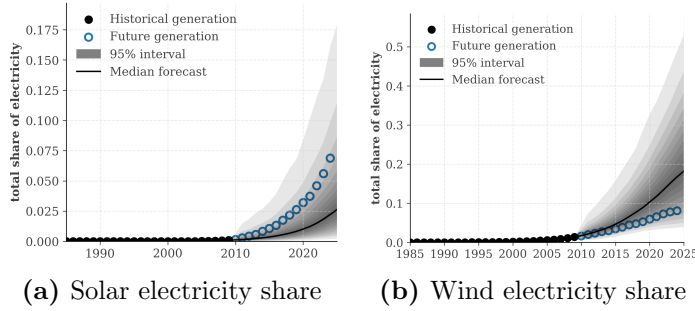 Historical generation
Future generation
95% interval
Median forecast
total share of electricity
0.175
0.150
0.125
0.100
0.075
0.050
0.025
0.000
1990 2000 2010 2020
(a) Solar electricity share
Historical generation
Future generation
95% interval
Median forecast
total share of electricity
0.5
0.4
0.3
0.2
0.1
0.0
1985 1990 1995 2000 2005 2010 2015 2020 2025
(b) Wind electricity share